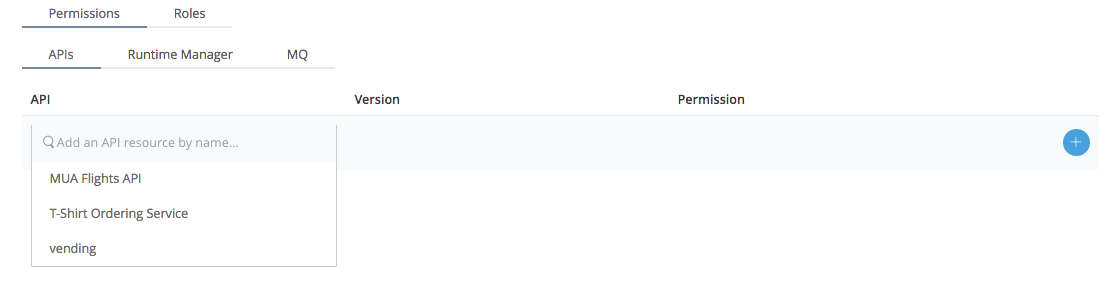 Permissions Roles
APIs Runtime Manager MQ
API Version Permission
Add an API resource by name...
MUA Flights API
T-Shirt Ordering Service
vending